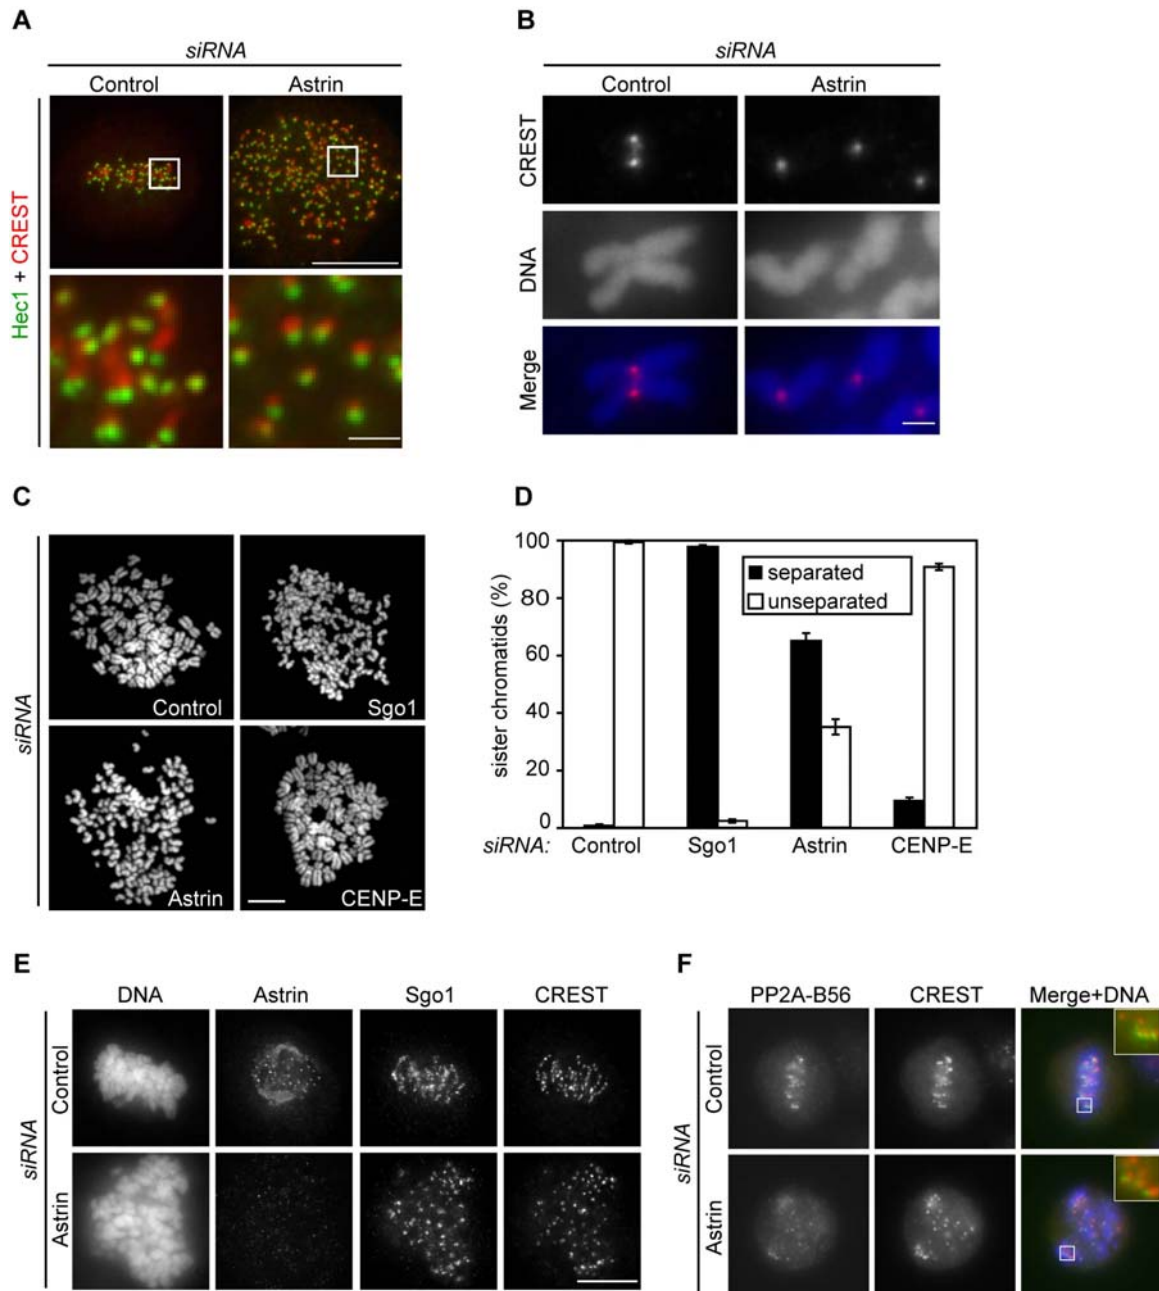 A
siRNA
Control Astrin
Hec1 + CREST
B
siRNA
Control Astrin
CREST
DNA
Merge
C
siRNA
Control
Sgo1
Astrin
CENP-E
D
sister chromatids (%)
100
80
60
40
20
0
separated
unseparated
siRNA: Control Sgo1 Astrin CENP-E
E
DNA Astrin Sgo1 CREST
siRNA
Control
Astrin
F
PP2A-B56 CREST Merge+DNA
siRNA
Control
Astrin